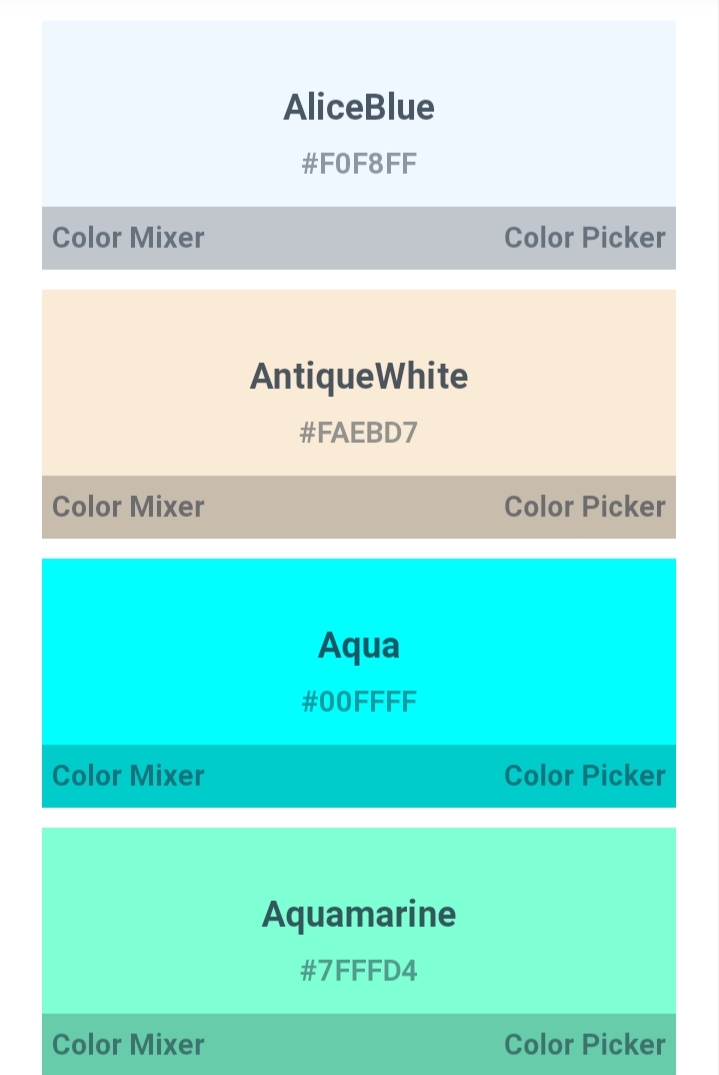 AliceBlue
#F0F8FF
Color Mixer Color Picker
AntiqueWhite
#FAEBD7
Color Mixer Color Picker
Aqua
#00FFFF
Color Mixer Color Picker
Aquamarine
#7FFFD4
Color Mixer Color Picker